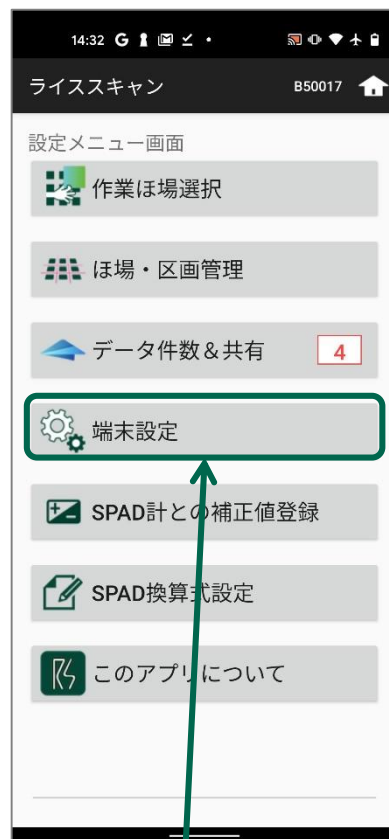 14:32 G
ライススキャン B50017
設定メニュー画面
作業ほ場選択
ほ場・区画管理
データ件数＆共有 4
端末設定
SPAD計との補正値登録
SPAD換算式設定
このアプリについて